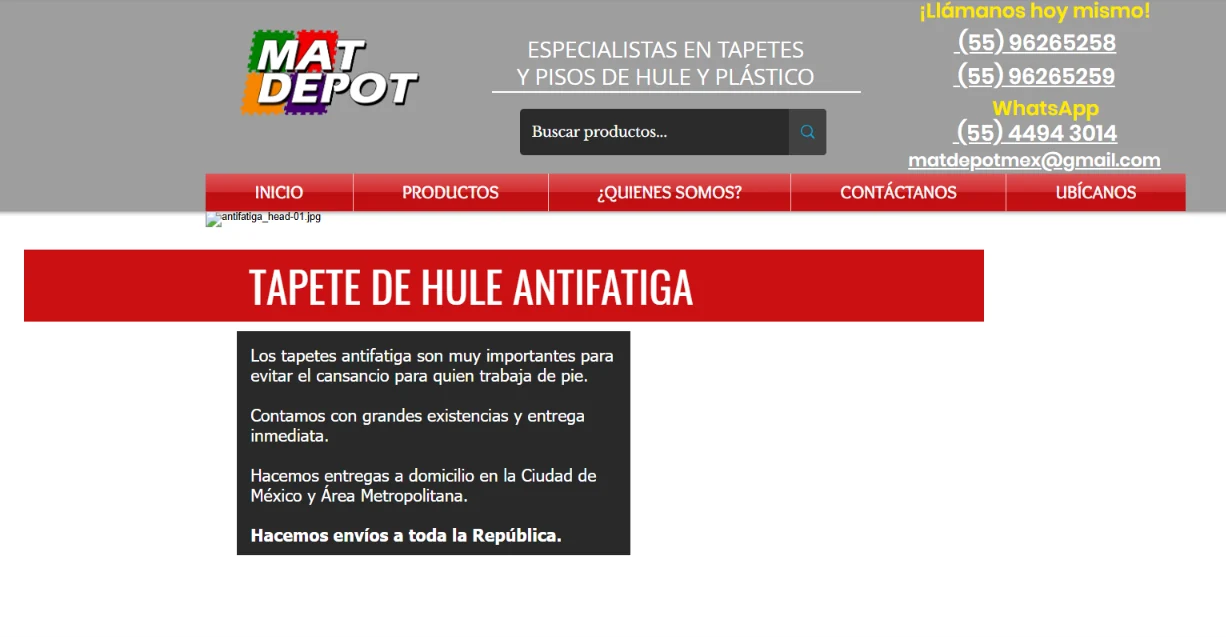 ¡Llámanos hoy mismo!
(55) 96265258
(55) 96265259
WhatsApp
(55) 4494 3014
matdepotmex@gmail.com
MAT
DEPOT
ESPECIALISTAS EN TAPETES
Y PISOS DE HULE Y PLÁSTICO
Buscar productos...
INICIO
PRODUCTOS
¿QUIENES SOMOS?
CONTÁCTANOS
UBÍCANOS
antifatiga_head-01.jpg
TAPETE DE HULE ANTIFATIGA
Los tapetes antifatiga son muy importantes para
evitar el cansancio para quien trabaja de pie.
Contamos con grandes existencias y entrega
inmediata.
Hacemos entregas a domicilio en la Ciudad de
México y Área Metropolitana.
Hacemos envíos a toda la República.